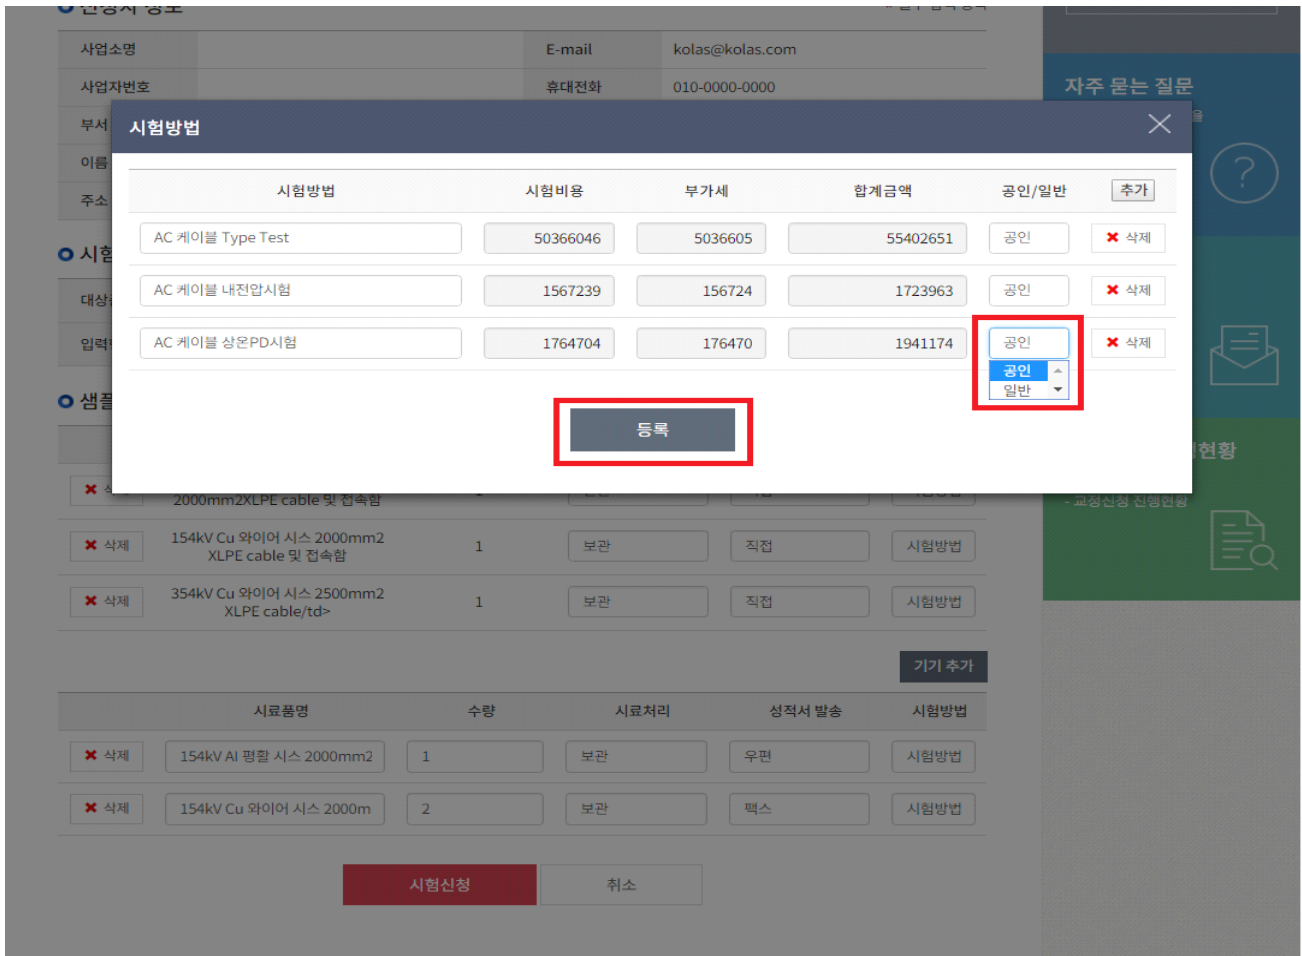 신청자 정보
사업소명
E-mail
kolas@kolas.com
사업자번호
휴대전화
010-0000-0000
부서
이름
주소
자주 묻는 질문
을
시험방법
시험방법 시험비용 부가세 합계금액 공인/일반 추가
AC 케이블 Type Test 50366046 5036605 55402651 공인 삭제
AC 케이블 내전압시험 1567239 156724 1723963 공인 삭제
AC 케이블 상온PD시험 1764704 176470 1941174 공인 삭제
공인
일반
등록
시험
대상
입력
샘플
현황
- 교정신청 진행현황
2000mm2XLPE cable 및 접속함
삭제 154kV Cu 와이어 시스 2000mm2 1 보관 직접 시험방법
XLPE cable 및 접속함
삭제 354kV Cu 와이어 시스 2500mm2 1 보관 직접 시험방법
XLPE cable/td>
기기 추가
시료품명 수량 시료처리 성적서 발송 시험방법
삭제 154kV AI 평활 시스 2000mm2 1 보관 우편 시험방법
삭제 154kV Cu 와이어 시스 2000m 2 보관 팩스 시험방법
시험신청 취소